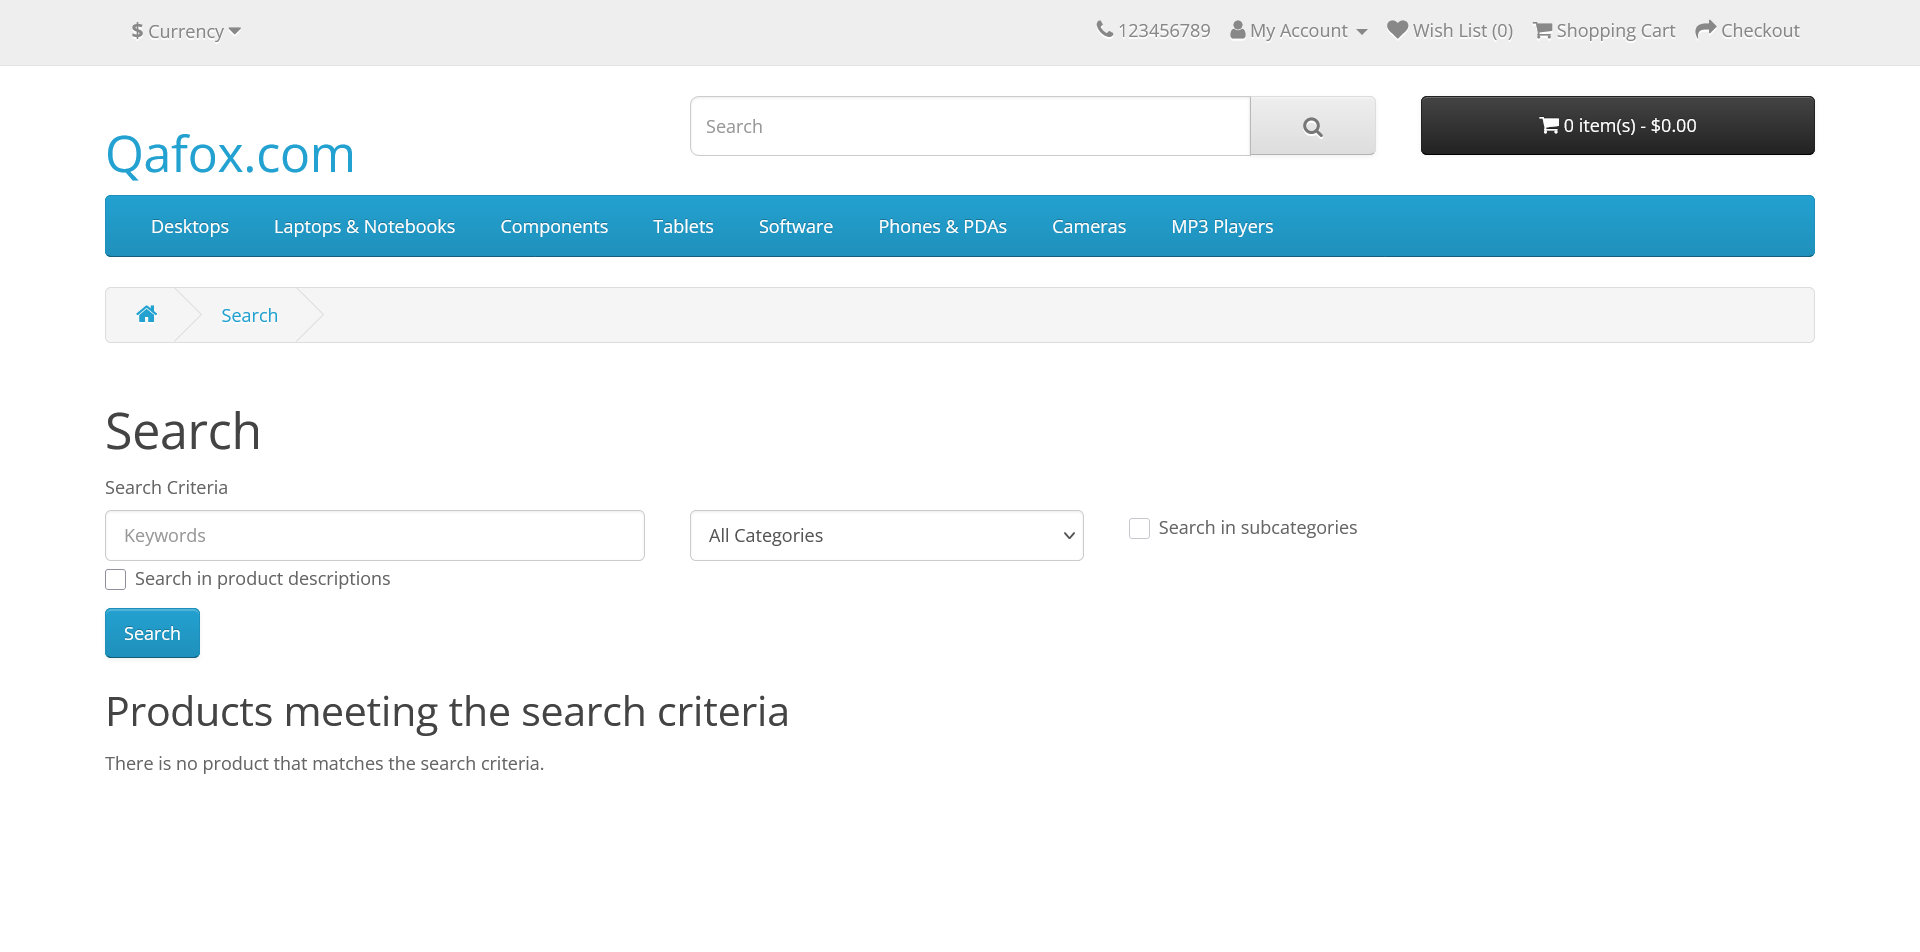 $ Currency
123456789 My Account Wish List (0) Shopping Cart Checkout
Search
0 item(s) - $0.00
Qafox.com
Desktops Laptops & Notebooks Components Tablets Software Phones & PDAs Cameras MP3 Players
Search
Search
Search Criteria
Keywords
All Categories
Search in subcategories
Search in product descriptions
Search
Products meeting the search criteria
There is no product that matches the search criteria.